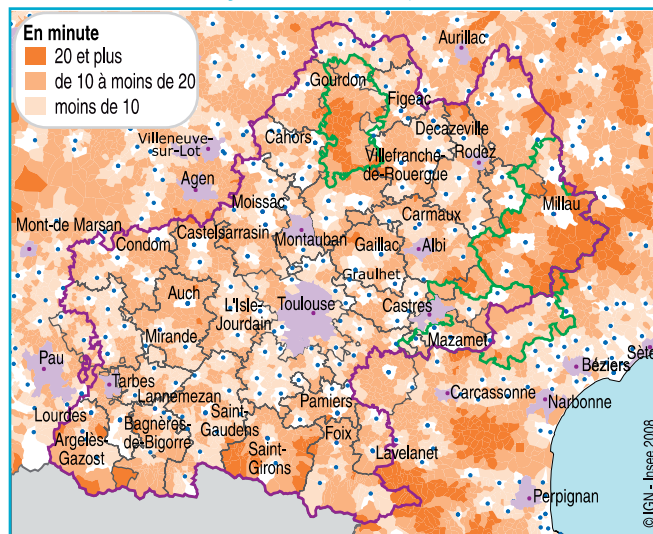 En minute
20 et plus
de 10 à moins de 20
moins de 10
Aurillac
Gourdon
Figeac
Villeneuve-
sur-Lot
Cahors
Decazeville
Villefranche-
de-Rouergue
Rodez
Agen
Moissac
Millau
Mont-de Marsan
Castelsarrasin
Carmaux
Condom
Montauban
Gaillac
Albi
Graulhet
Auch
L'Isle-
Jourdain
Toulouse
Castres
Mirande
Mazamet
Sète
Pau
Béziers
Tarbes
Lannemezan
Carçassonne
Narbonne
Pamiers
Lourdes
Bagnères-
de-Bigorre
Saint-
Gaudens
Foix
Argelès-
Gazost
Saint-
Girons
Lavelanet
Perpignan
© IGN - Insee 2008